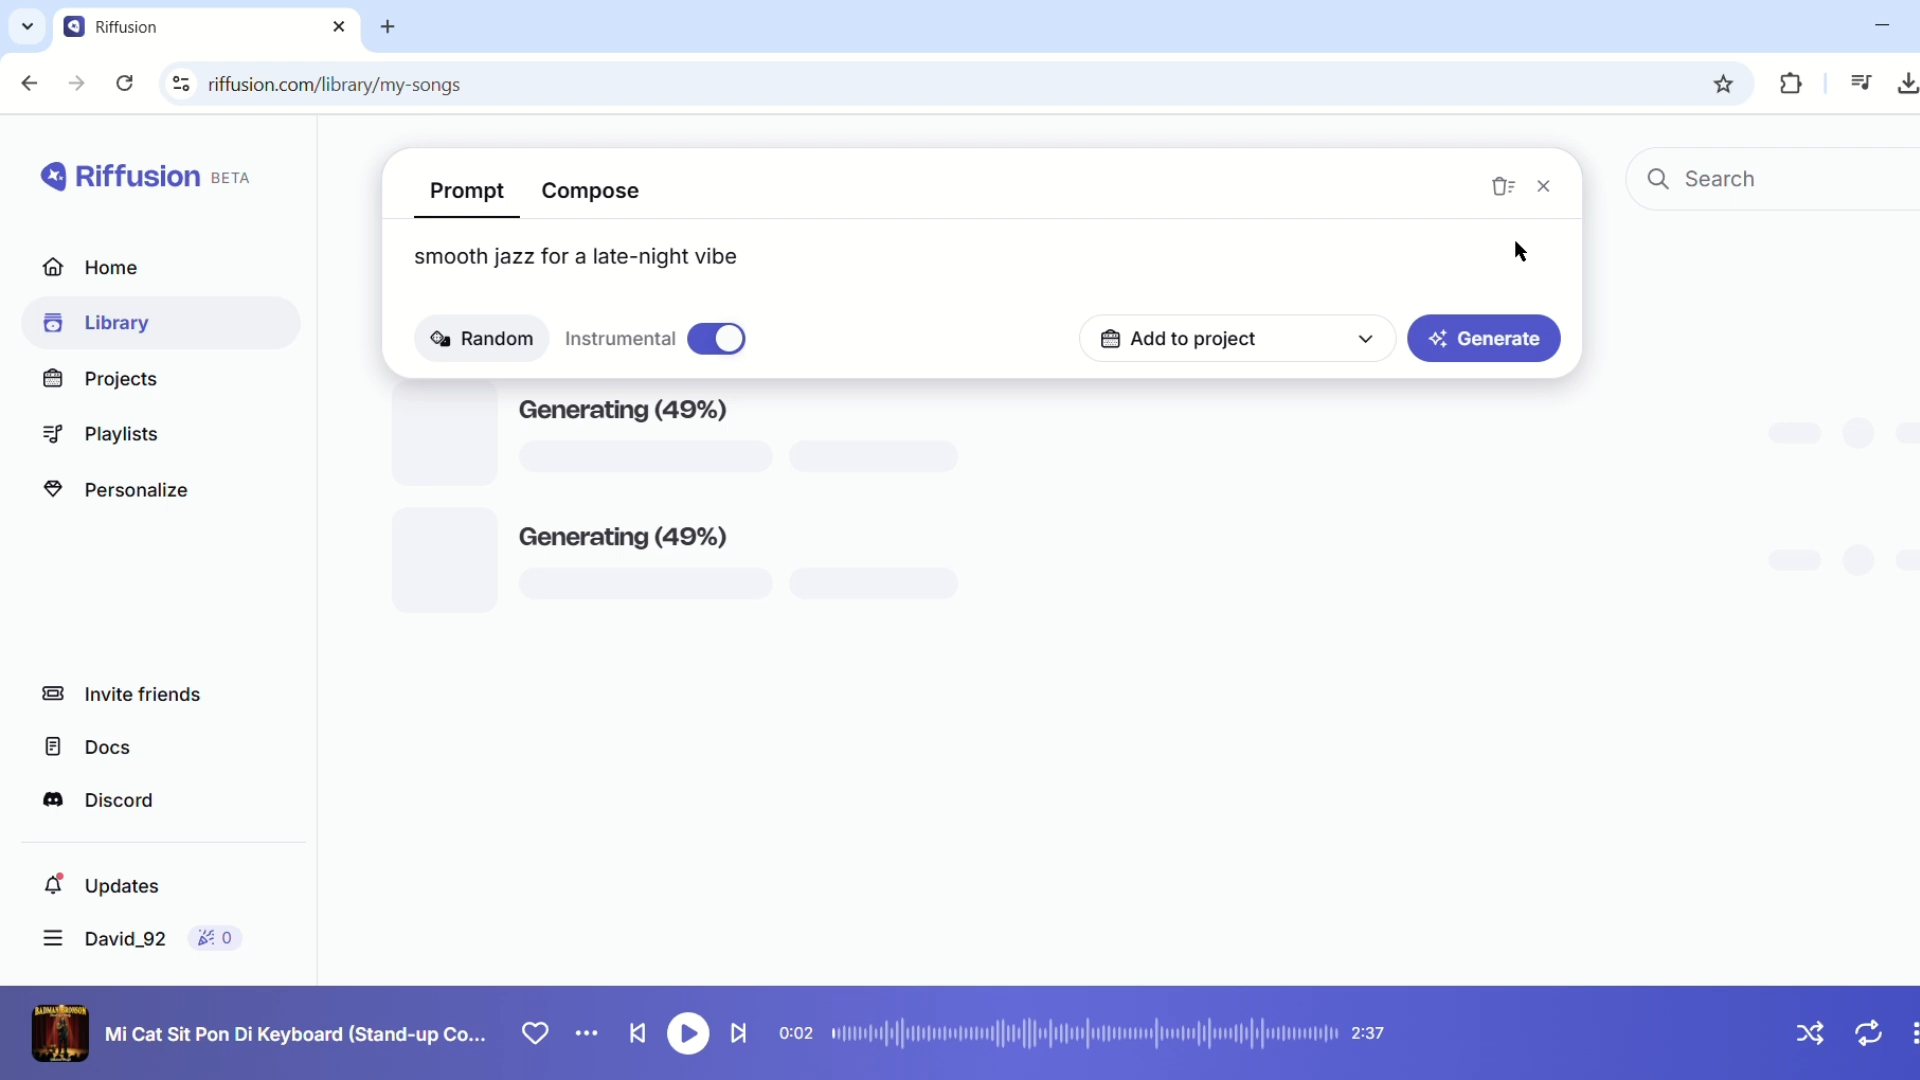 Riffusion
riffusion.com/library/my-songs
Riffusion BETA
Home
Library
Projects
Playlists
Personalize
Invite friends
Docs
Discord
Updates
David_92 0
Prompt Compose
smooth jazz for a late-night vibe
Random Instrumental Add to project Generate
Search
Generating (49%)
Generating (49%)
Mi Cat Sit Pon Di Keyboard (Stand-up Co... 0:02 2:37